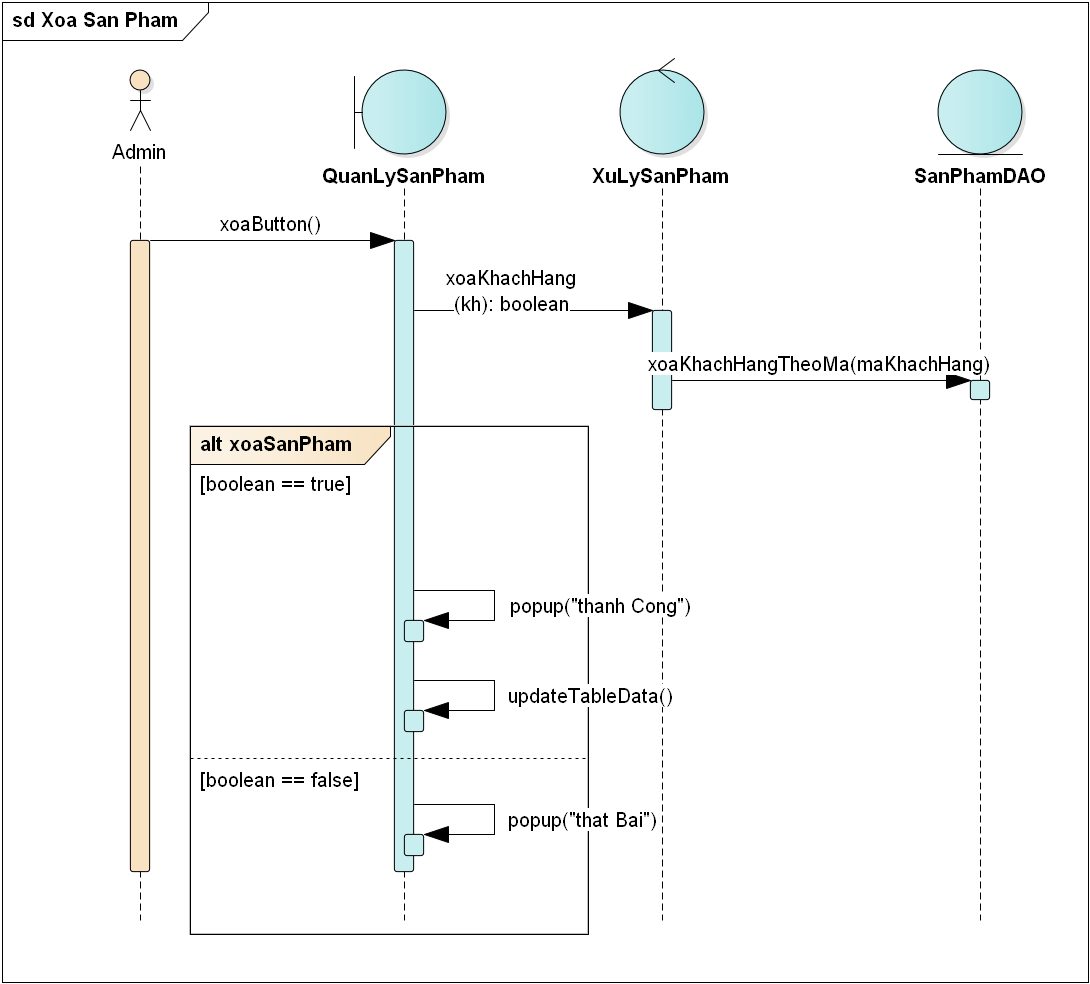 sd Xoa San Pham
Admin
QuanLySanPham
XuLySanPham
SanPhamDAO
xoaButton()
xoaKhachHang
(kh): boolean
xoaKhachHangTheoMa(maKhachHang)
alt xoaSanPham
[boolean == true]
popup("thanh Cong")
updateTableData()
[boolean == false]
popup("that Bai")